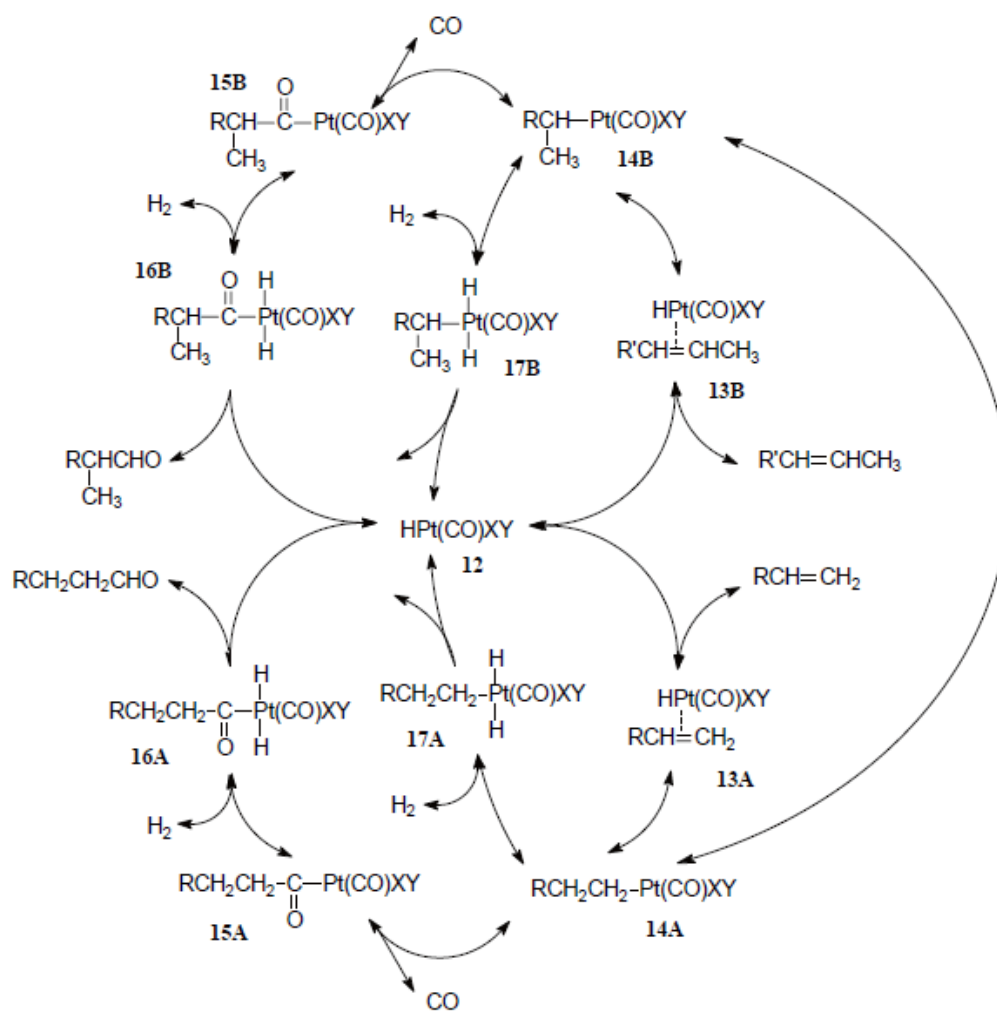 CO
15B
O
RCH–C–Pt(CO)XY
CH₃
RCH–Pt(CO)XY
CH₃
14B
H₂
H₂
16B
O
H
RCH–C–Pt(CO)XY
CH₃
H
H
RCH–Pt(CO)XY
CH₃
H
17B
HPt(CO)XY
R'CH=CHCH₃
13B
RCHCHO
CH₃
R'CH=CHCH₃
HPt(CO)XY
12
RCH₂CH₂CHO
RCH=CH₂
H
RCH₂CH₂–C–Pt(CO)XY
O
H
16A
H
RCH₂CH₂–Pt(CO)XY
H
17A
HPt(CO)XY
RCH=CH₂
13A
H₂
H₂
RCH₂CH₂–C–Pt(CO)XY
O
15A
RCH₂CH₂–Pt(CO)XY
14A
CO